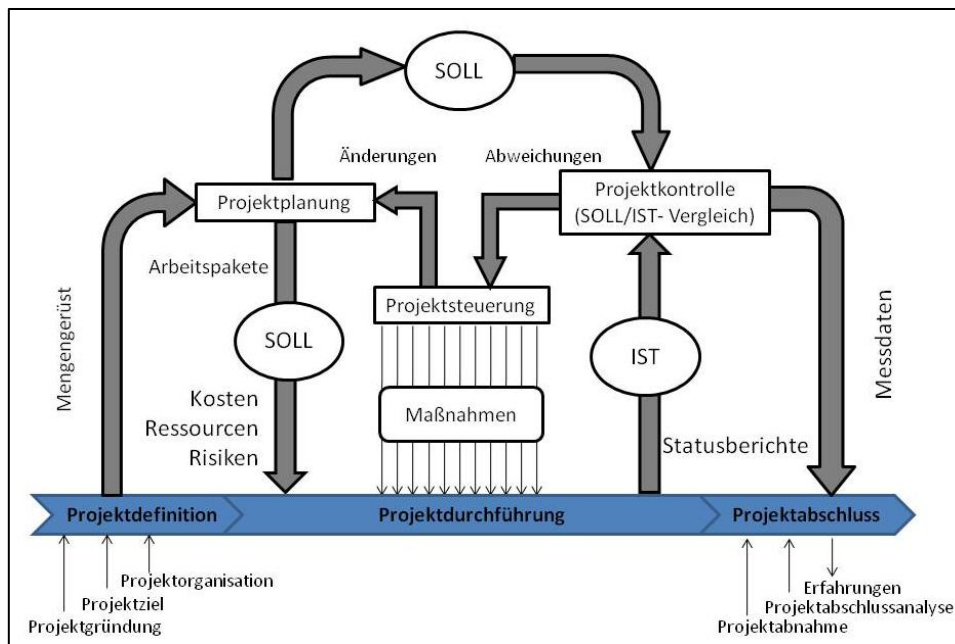 SOLL
Änderungen
Abweichungen
Projektplanung
Projektkontrolle
(SOLL/IST- Vergleich)
Arbeitspakete
Projektsteuerung
Mengengerüst
SOLL
IST
Messdaten
Kosten
Ressourcen
Risiken
Maßnahmen
Statusberichte
Projektdefinition
Projektdurchführung
Projektabschluss
Projektorganisation
Projektziel
Projektgründung
Erfahrungen
Projektabschlussanalyse
Projektabnahme